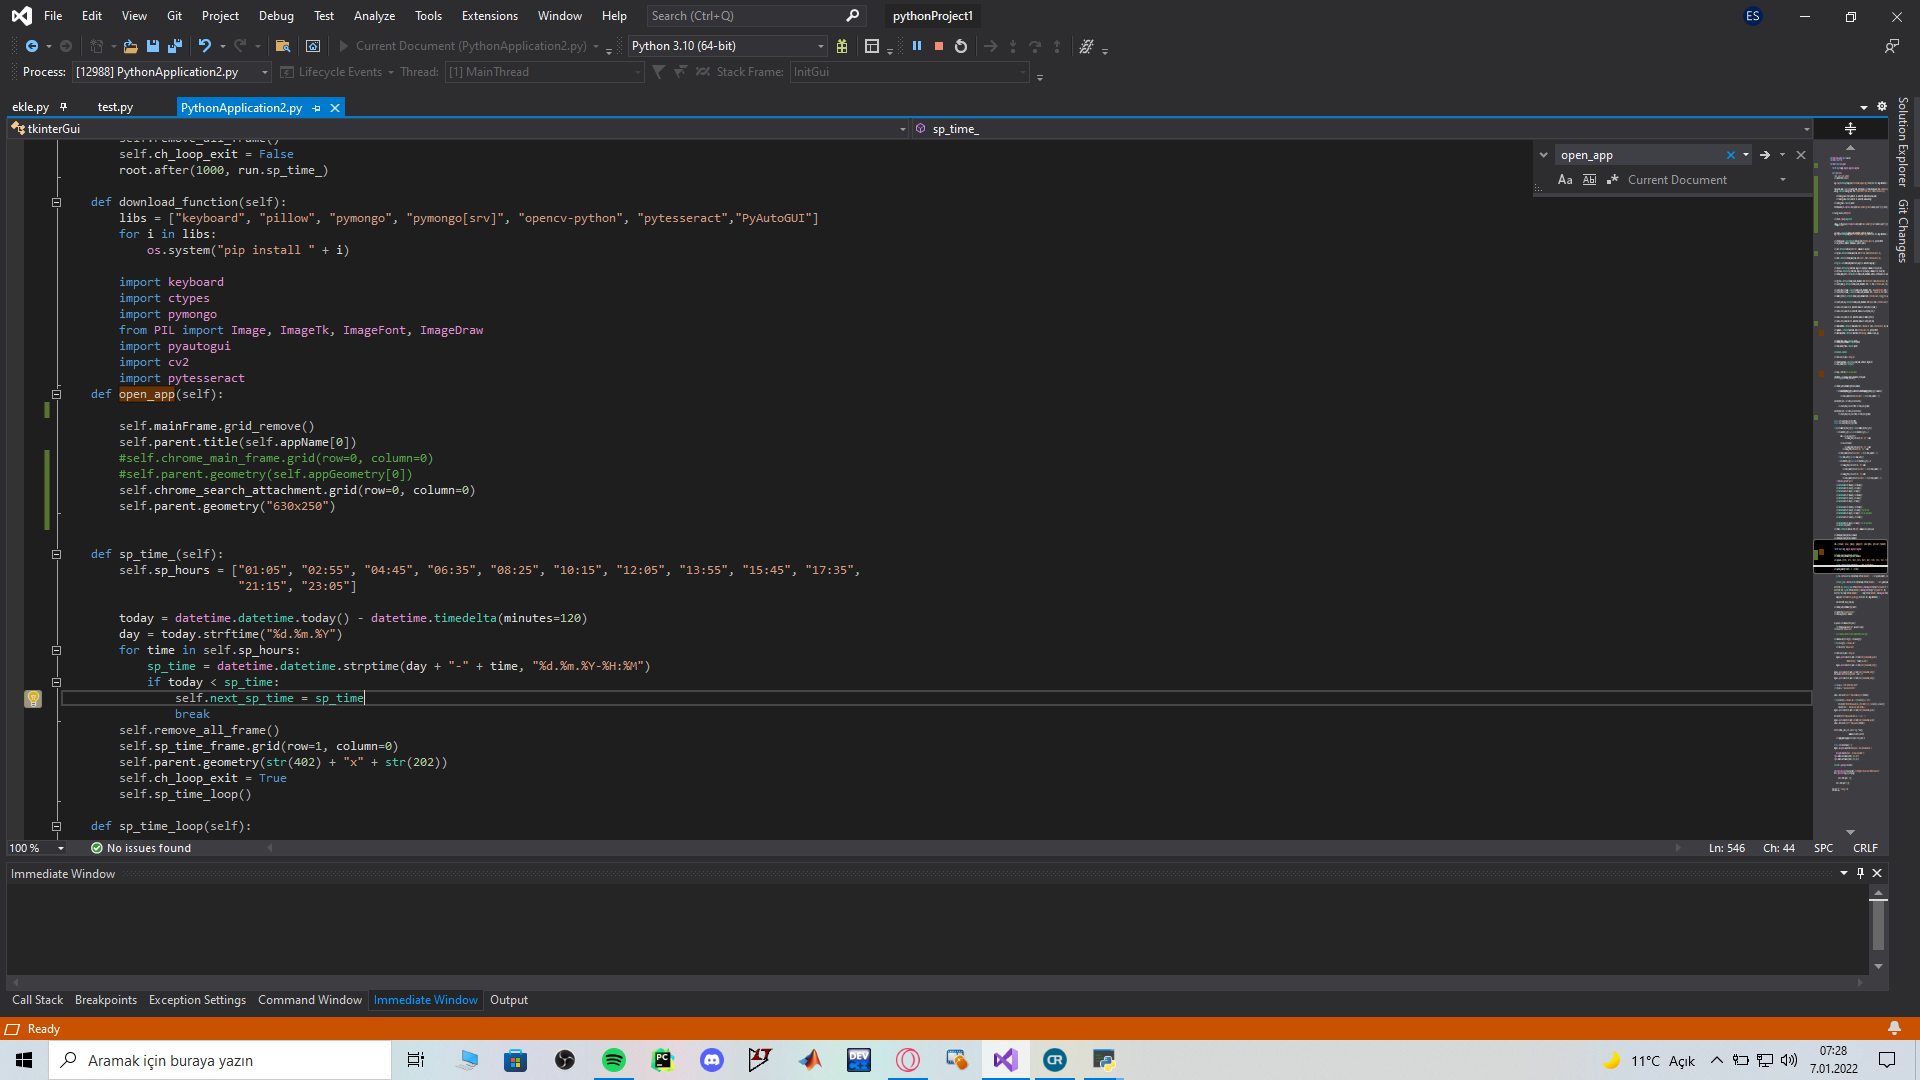 File Edit View Git Project Debug Test Analyze Tools Extensions Window Help Search (Ctrl+Q) pythonProject1 ES
Current Document (PythonApplication2.py) Python 3.10 (64-bit)
Process: [12988] PythonApplication2.py Lifecycle Events Thread: [1] MainThread Stack Frame: InitGui
ekle.py test.py PythonApplication2.py
tkinterGui sp_time_
self.ch_loop_exit = False
root.after(1000, run.sp_time_)
def download_function(self):
libs = ["keyboard", "pillow", "pymongo", "pymongo[srv]", "opencv-python", "pytesseract","PyAutoGUI"]
for i in libs:
os.system("pip install " + i)
import keyboard
import ctypes
import pymongo
from PIL import Image, ImageTk, ImageFont, ImageDraw
import pyautogui
import cv2
import pytesseract
def open_app(self):
self.mainFrame.grid_remove()
self.parent.title(self.appName[0])
#self.chrome_main_frame.grid(row=0, column=0)
#self.parent.geometry(self.appGeometry[0])
self.chrome_search_attachment.grid(row=0, column=0)
self.parent.geometry("630x250")
def sp_time_(self):
self.sp_hours = ["01:05", "02:55", "04:45", "06:35", "08:25", "10:15", "12:05", "13:55", "15:45", "17:35",
"21:15", "23:05"]
today = datetime.datetime.today() - datetime.timedelta(minutes=120)
day = today.strftime("%d.%m.%Y")
for time in self.sp_hours:
sp_time = datetime.datetime.strptime(day + "-" + time, "%d.%m.%Y-%H:%M")
if today < sp_time:
self.next_sp_time = sp_time
break
self.remove_all_frame()
self.sp_time_frame.grid(row=1, column=0)
self.parent.geometry(str(402) + "x" + str(202))
self.ch_loop_exit = True
self.sp_time_loop()
def sp_time_loop(self):
open_app
Aa Ab Current Document
Solution Explorer
Git Changes
100 % No issues found Ln: 546 Ch: 44 SPC CRLF
Immediate Window
Call Stack Breakpoints Exception Settings Command Window Immediate Window Output
Ready
Aramak için buraya yazın
PC
DEV
CR
11°C Açık
07:28
7.01.2022